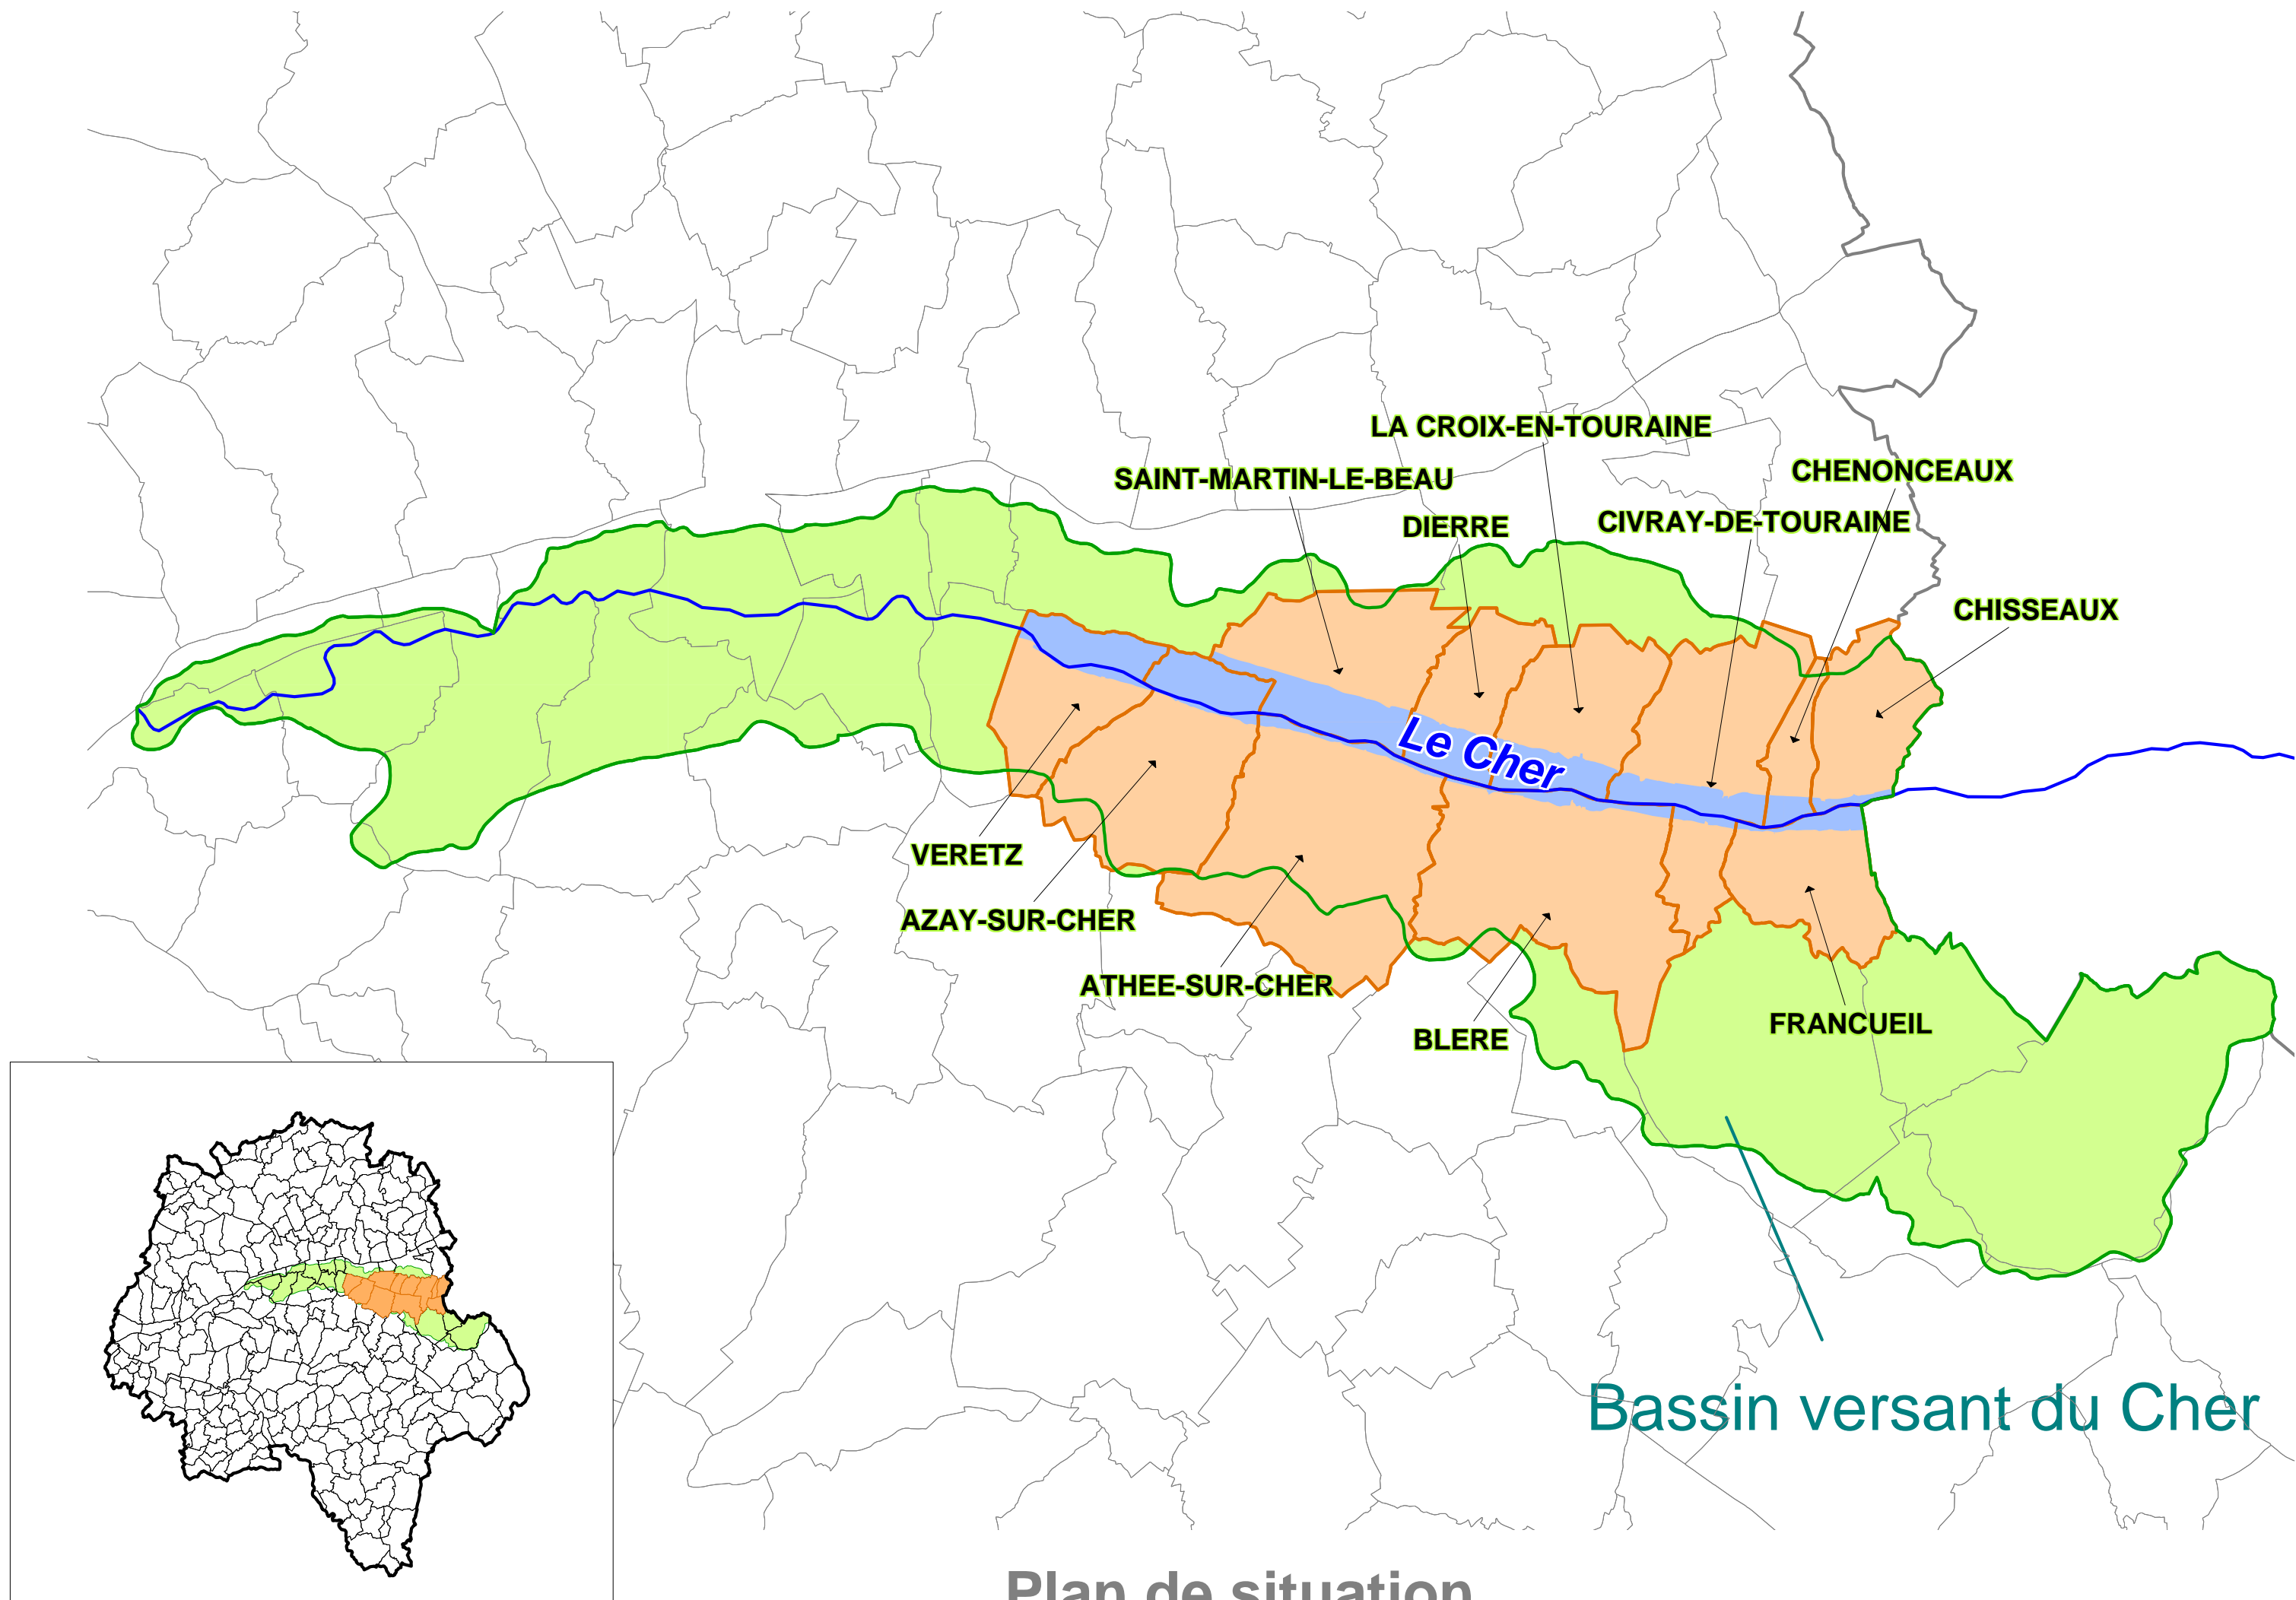 LA CROIX-EN-TOURAINE
SAINT-MARTIN-LE-BEAU
CHENONCEAUX
DIERRE
CIVRAY-DE-TOURAINE
CHISSEAUX
Le Cher
VERETZ
AZAY-SUR-CHER
ATHEE-SUR-CHER
BLERE
FRANCUEIL
Bassin versant du Cher
Plan de situation